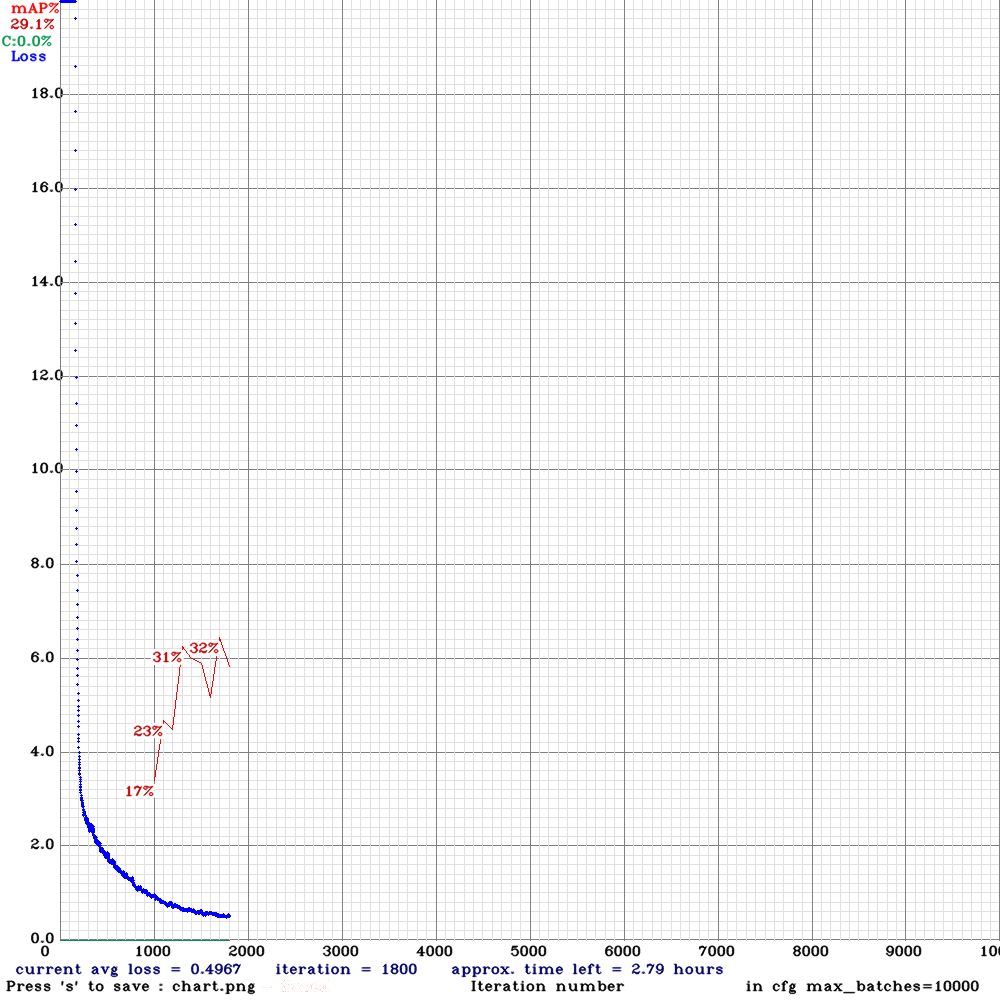 mAP%
29.1%
C:0.0%
Loss
18.0
16.0
14.0
12.0
10.0
8.0
6.0
4.0
2.0
0.0
31%
32%
23%
17%
0 1000 2000 3000 4000 5000 6000 7000 8000 9000 100
current avg loss = 0.4967 iteration = 1800 approx. time left = 2.79 hours
Press 's' to save : chart.png Iteration number in cfg max_batches=10000